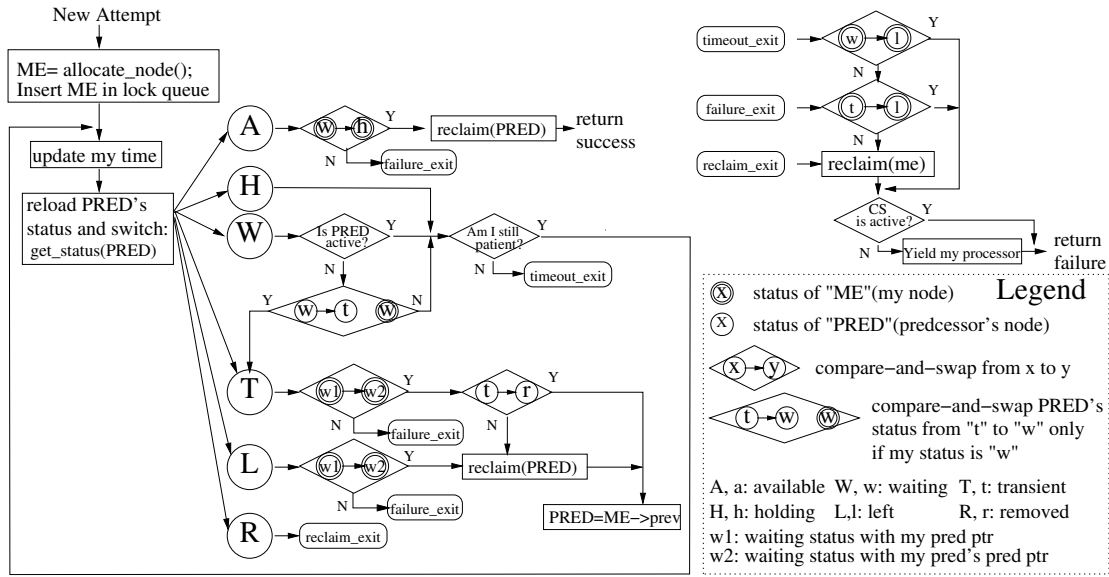 New Attempt
ME= allocate_node();
Insert ME in lock queue
update my time
reload PRED's
status and switch:
get_status(PRED)
A
w h
Y
N
reclaim(PRED)
return
success
failure_exit
H
W
Is PRED
active?
Y
N
Am I still
patient?
Y
N
timeout_exit
Y
w t w
N
T
w1 w2
Y
N
failure_exit
t r
Y
N
L
w1 w2
Y
N
failure_exit
reclaim(PRED)
PRED=ME->prev
R
reclaim_exit
timeout_exit
w l
Y
N
failure_exit
t l
Y
N
reclaim_exit
reclaim(me)
CS
is active?
Y
N
Yield my processor
return
failure
Legend
x status of "ME"(my node)
x status of "PRED"(predcessor's node)
x y compare-and-swap from x to y
t w w compare-and-swap PRED's
status from "t" to "w" only
if my status is "w"
A, a: available W, w: waiting T, t: transient
H, h: holding L,l: left R, r: removed
w1: waiting status with my pred ptr
w2: waiting status with my pred's pred ptr